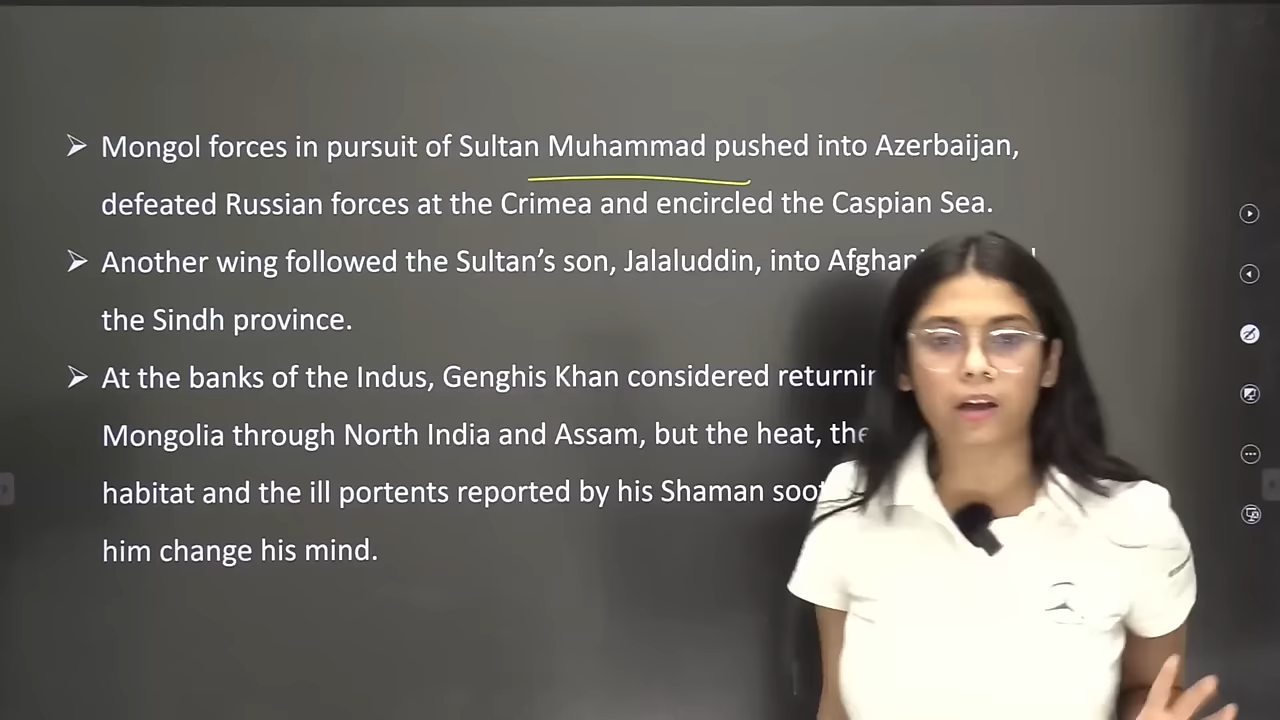 ➢ Mongol forces in pursuit of Sultan Muhammad pushed into Azerbaijan,
defeated Russian forces at the Crimea and encircled the Caspian Sea.
➢ Another wing followed the Sultan’s son, Jalaluddin, into
the Sindh province.
➢ At the banks of the Indus, Genghis Khan considered
Mongolia through North India and Assam, but the heat,
habitat and the ill portents reported by his Shaman
him change his mind.